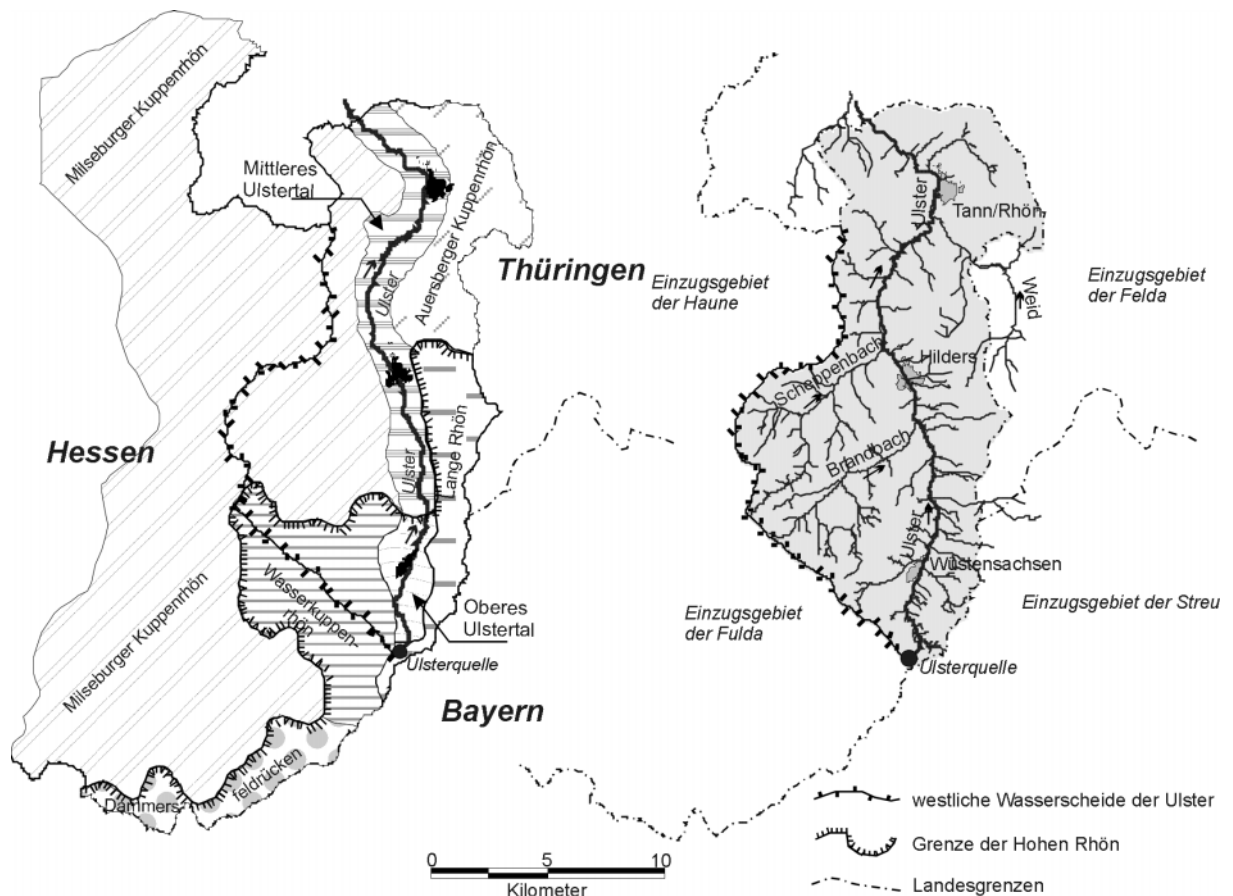 Milseburger Kuppenrhön
Mittleres
Ulstertal
Ulster
Auersberger Kuppenrhön
Thüringen
Hessen
Ulster
Lange Rhön
Wasserkuppen-
rhön
Oberes
Ulstertal
Ulsterquelle
Milseburger Kuppenrhön
Bayern
Dammers-
feldrücken
Ulster
Tann/Rhön
Einzugsgebiet
der Haune
Einzugsgebiet
der Felda
Weid
Hilders
Scheppenbach
Brandbach
Ulster
Wüstensachsen
Einzugsgebiet
der Fulda
Einzugsgebiet der Streu
Ulsterquelle
westliche Wasserscheide der Ulster
Grenze der Hohen Rhön
Landesgrenzen
0 5 10
Kilometer